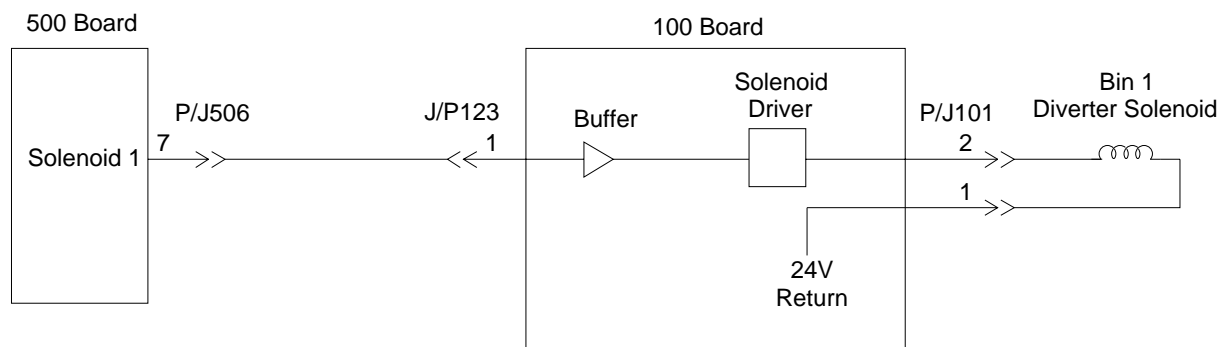 500 Board
100 Board
P/J506
J/P123
Buffer
Solenoid
Driver
P/J101
Bin 1
Diverter Solenoid
Solenoid 1
7
1
2
1
24V
Return